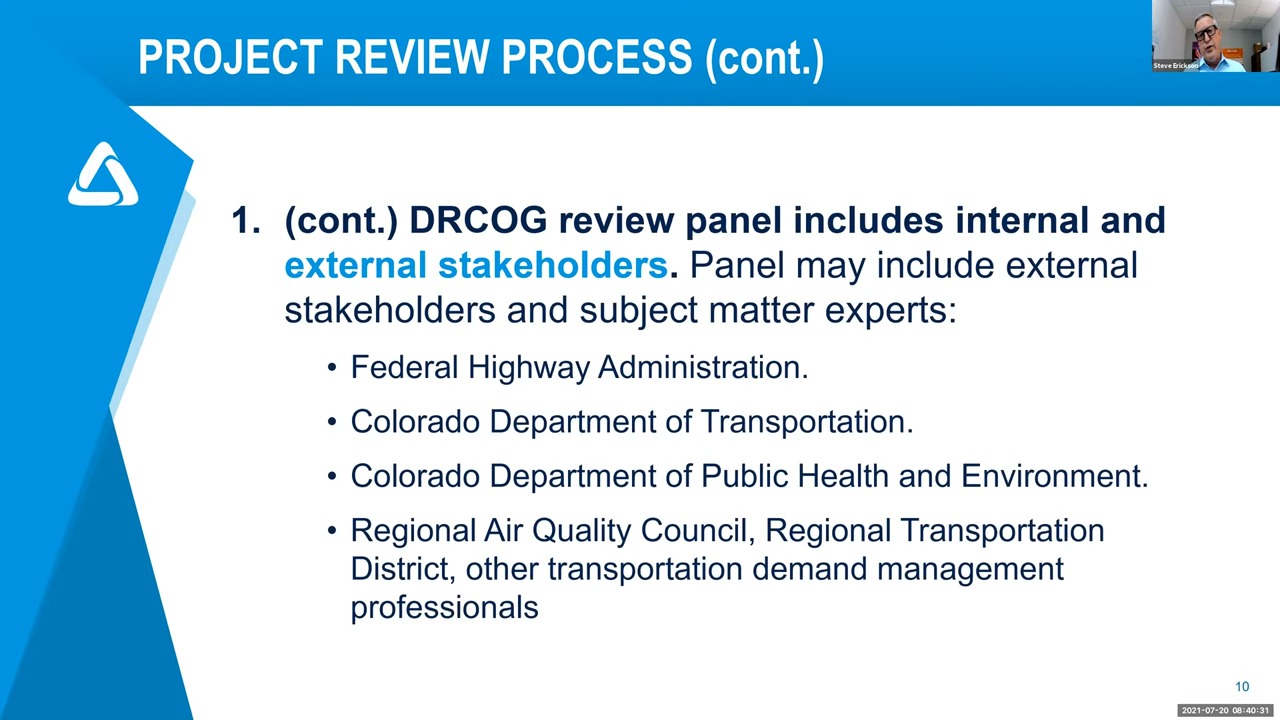 PROJECT REVIEW PROCESS (cont.)
Steve Erickson
1. (cont.) DRCOG review panel includes internal and
external stakeholders. Panel may include external
stakeholders and subject matter experts:
• Federal Highway Administration.
• Colorado Department of Transportation.
• Colorado Department of Public Health and Environment.
• Regional Air Quality Council, Regional Transportation
District, other transportation demand management
professionals
10
2021-07-20 08:40:31